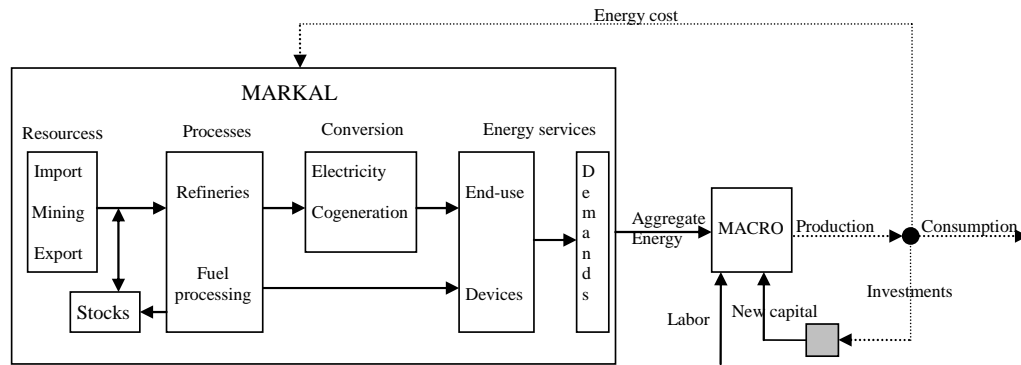 Energy cost
MARKAL
Resourcess
Processes
Conversion
Energy services
Import
Mining
Export
Stocks
Refineries
Fuel
processing
Electricity
Cogeneration
End-use
Devices
Demands
Aggregate
Energy
MACRO
Production
Consumption
Labor
New capital
Investments